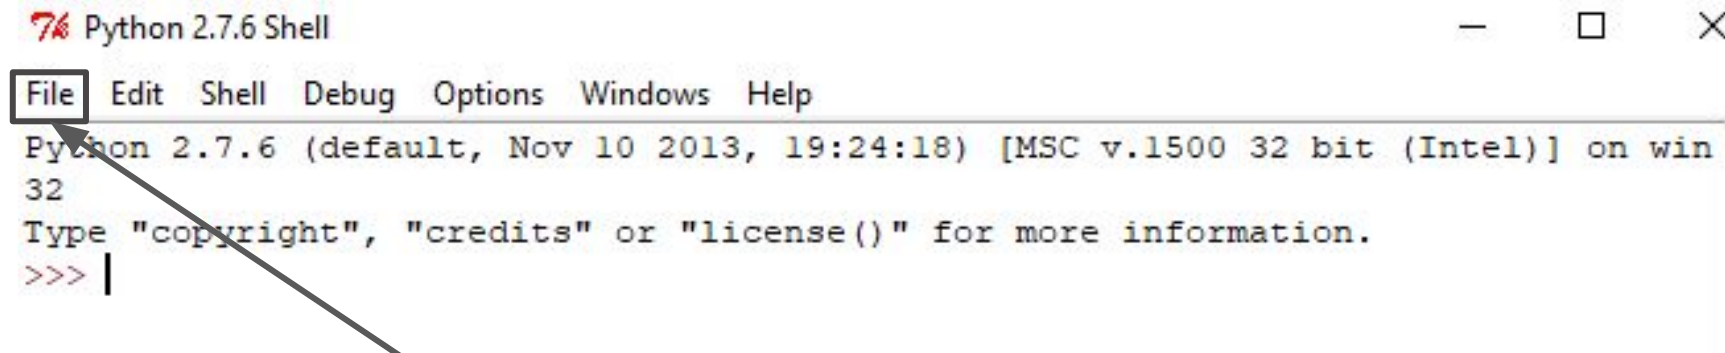 Python 2.7.6 Shell
File Edit Shell Debug Options Windows Help
Python 2.7.6 (default, Nov 10 2013, 19:24:18) [MSC v.1500 32 bit (Intel)] on win
32
Type "copyright", "credits" or "license()" for more information.
>>>